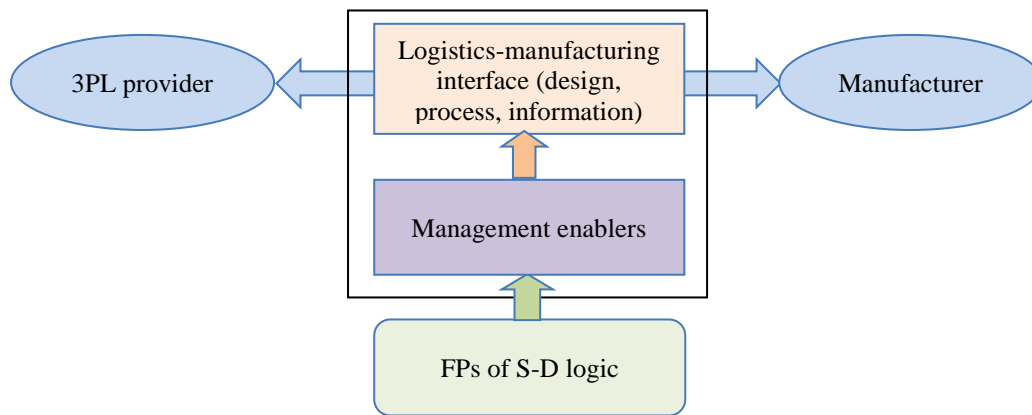 3PL provider
Logistics-manufacturing
interface (design,
process, information)
Manufacturer
Management enablers
FPs of S-D logic